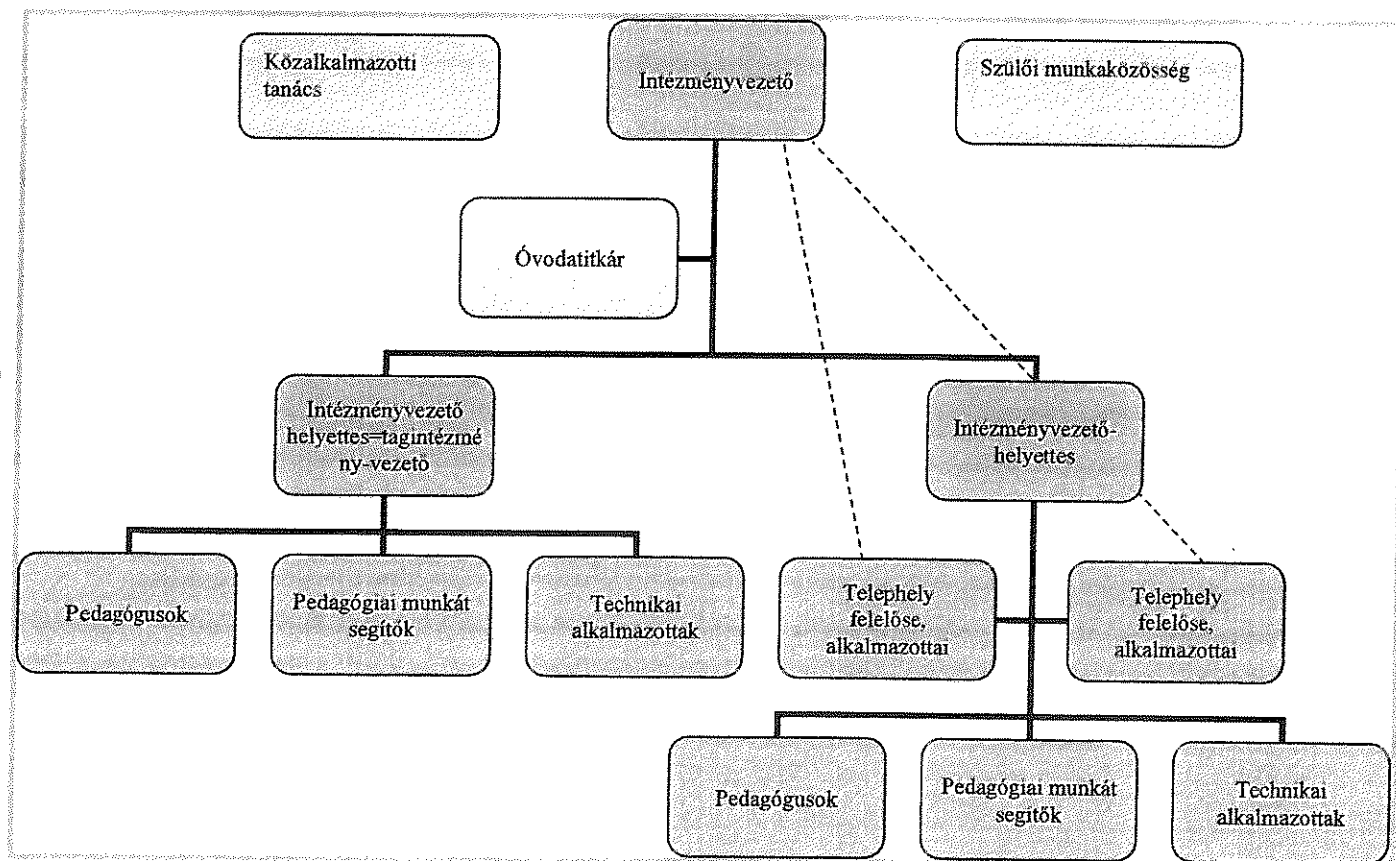 Közalkalmazotti
tanács
Intézményvezető
Szülői munkaközösség
Óvodatitkár
Intézményvezető
helyettes=tagintézmé
ny-vezető
Intézményvezető-
helyettes
Pedagógusok
Pedagógiai munkát
segítők
Technikai
alkalmazottak
Telephely
felelőse,
alkalmazottai
Telephely
felelőse,
alkalmazottai
Pedagógusok
Pedagógiai munkát
segítők
Technikai
alkalmazottak